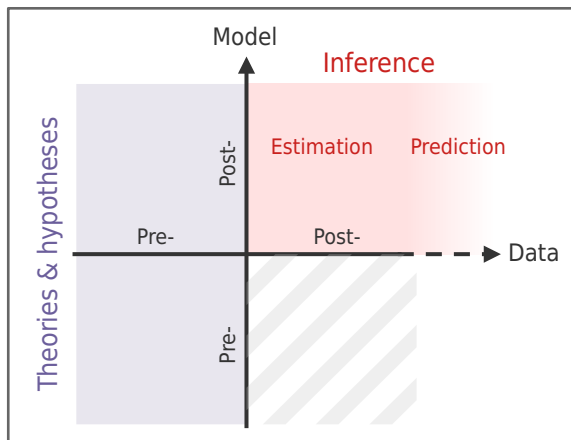 Model
Inference
Estimation
Prediction
Post-
Pre-
Post-
Data
Pre-
Theories & hypotheses